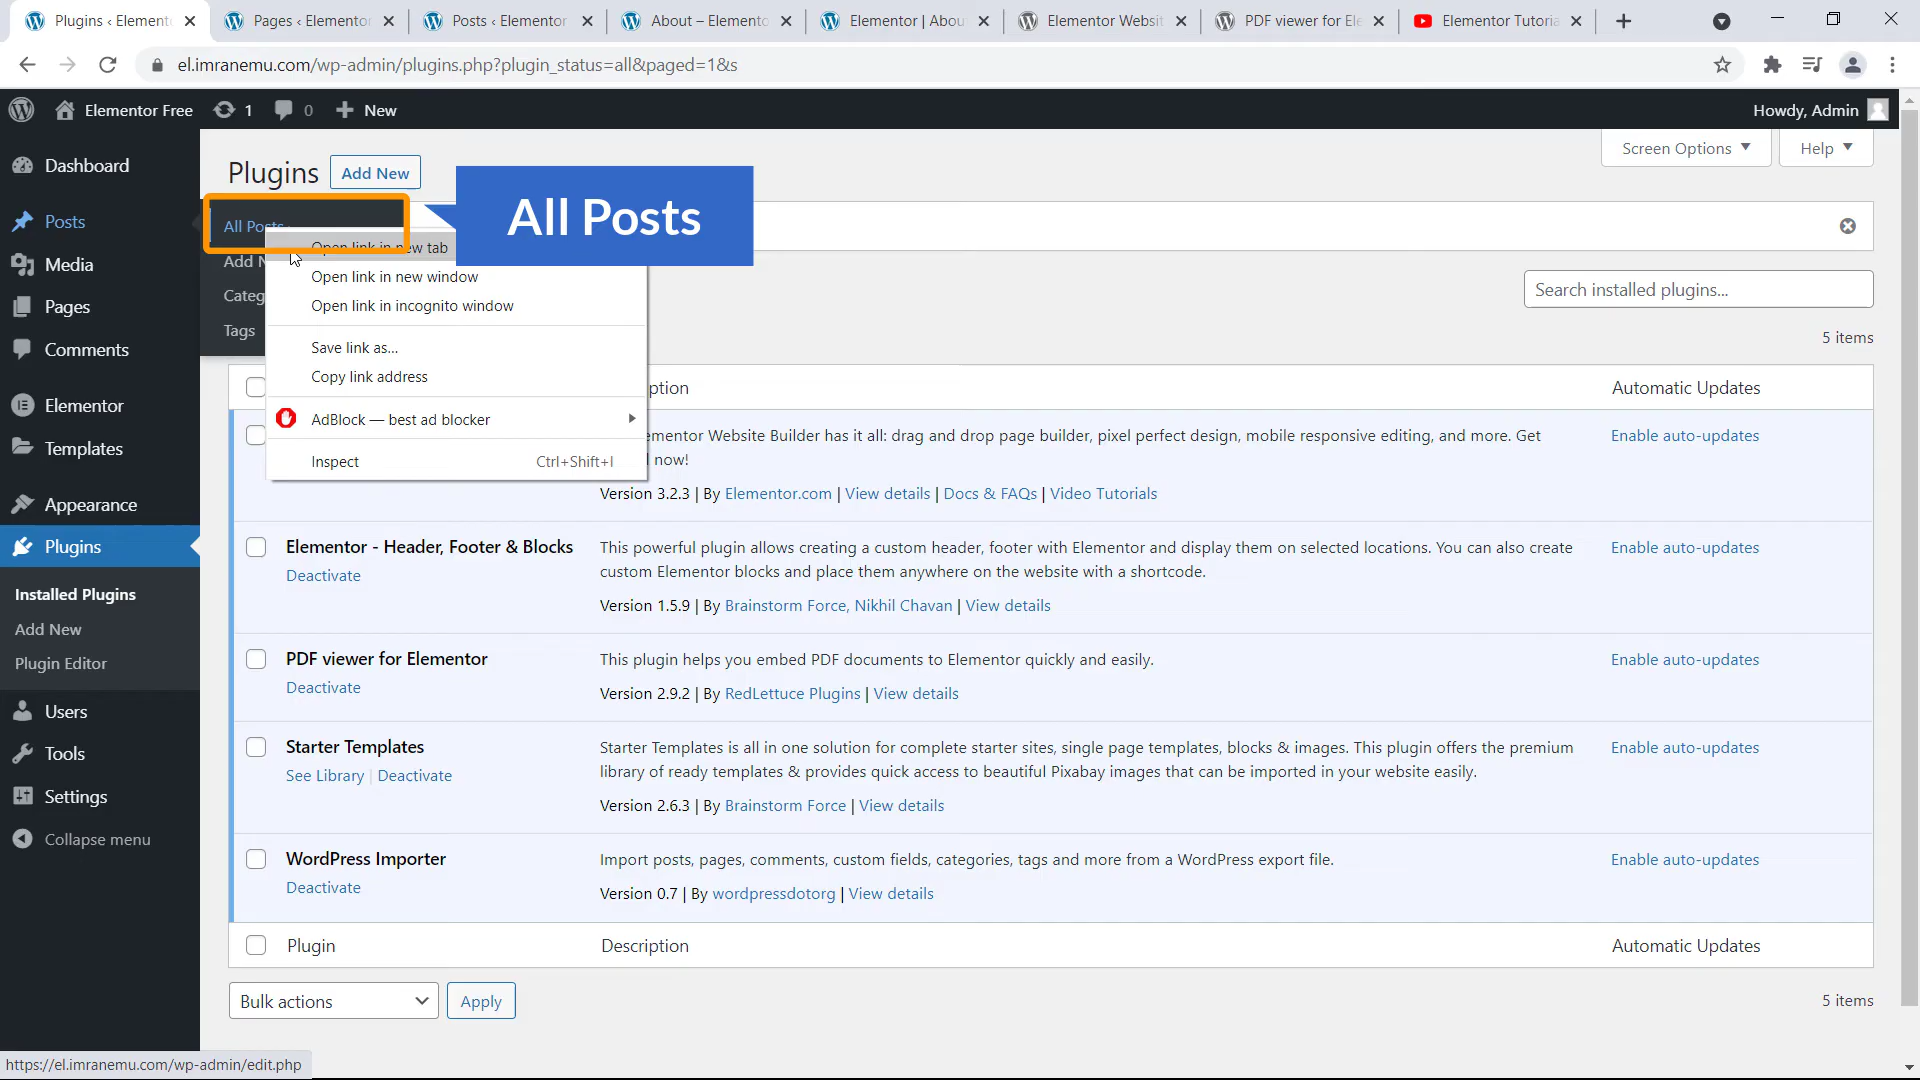 Plugins ‹ Element
Pages ‹ Elementor
Posts ‹ Elementor
About – Elemento
Elementor | Abou
Elementor Websit
PDF viewer for Ele
Elementor Tutoria
el.imranemu.com/wp-admin/plugins.php?plugin_status=all&paged=1&s
Elementor Free
1
0
New
Howdy, Admin
Dashboard
Posts
Media
Pages
Comments
Elementor
Templates
Appearance
Plugins
Installed Plugins
Add New
Plugin Editor
Users
Tools
Settings
Collapse menu
Plugins
Add New
Screen Options
Help
All Posts
Add N
Categ
Tags
All Posts
Open link in new tab
Open link in new window
Open link in incognito window
Save link as...
Copy link address
AdBlock — best ad blocker
Inspect Ctrl+Shift+I
Search installed plugins...
5 items
ption
Automatic Updates
ementor Website Builder has it all: drag and drop page builder, pixel perfect design, mobile responsive editing, and more. Get
now!
Version 3.2.3 | By Elementor.com | View details | Docs & FAQs | Video Tutorials
Enable auto-updates
Elementor - Header, Footer & Blocks
Deactivate
This powerful plugin allows creating a custom header, footer with Elementor and display them on selected locations. You can also create
custom Elementor blocks and place them anywhere on the website with a shortcode.
Version 1.5.9 | By Brainstorm Force, Nikhil Chavan | View details
Enable auto-updates
PDF viewer for Elementor
Deactivate
This plugin helps you embed PDF documents to Elementor quickly and easily.
Version 2.9.2 | By RedLettuce Plugins | View details
Enable auto-updates
Starter Templates
See Library | Deactivate
Starter Templates is all in one solution for complete starter sites, single page templates, blocks & images. This plugin offers the premium
library of ready templates & provides quick access to beautiful Pixabay images that can be imported in your website easily.
Version 2.6.3 | By Brainstorm Force | View details
Enable auto-updates
WordPress Importer
Deactivate
Import posts, pages, comments, custom fields, categories, tags and more from a WordPress export file.
Version 0.7 | By wordpressdotorg | View details
Enable auto-updates
Plugin
Description
Automatic Updates
Bulk actions
Apply
5 items
https://el.imranemu.com/wp-admin/edit.php